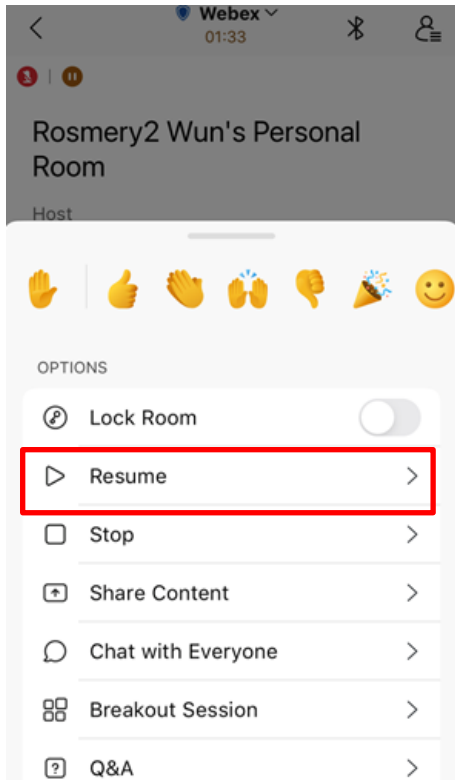 Webex
01:33
Rosmery2 Wun's Personal
Room
Host
OPTIONS
Lock Room
Resume
Stop
Share Content
Chat with Everyone
Breakout Session
Q&A